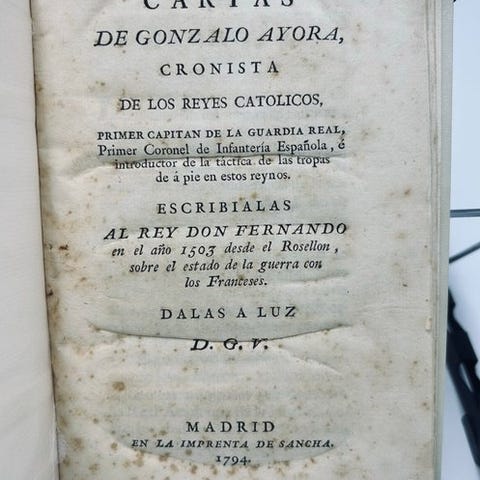 CARTAS
DE GONZALO AYORA,
CRONISTA
DE LOS REYES CATOLICOS,
PRIMER CAPITAN DE LA GUARDIA REAL,
Primer Coronel de Infantería Española, é
introductor de la táctica de las tropas
de á pie en estos reynos.
ESCRIBIALAS
AL REY DON FERNANDO
en el año 1503 desde el Rosellon,
sobre el estado de la guerra con
los Franceses.
DALAS A LUZ
D. G. V.
MADRID
EN LA IMPRENTA DE SANCHA.
1794.